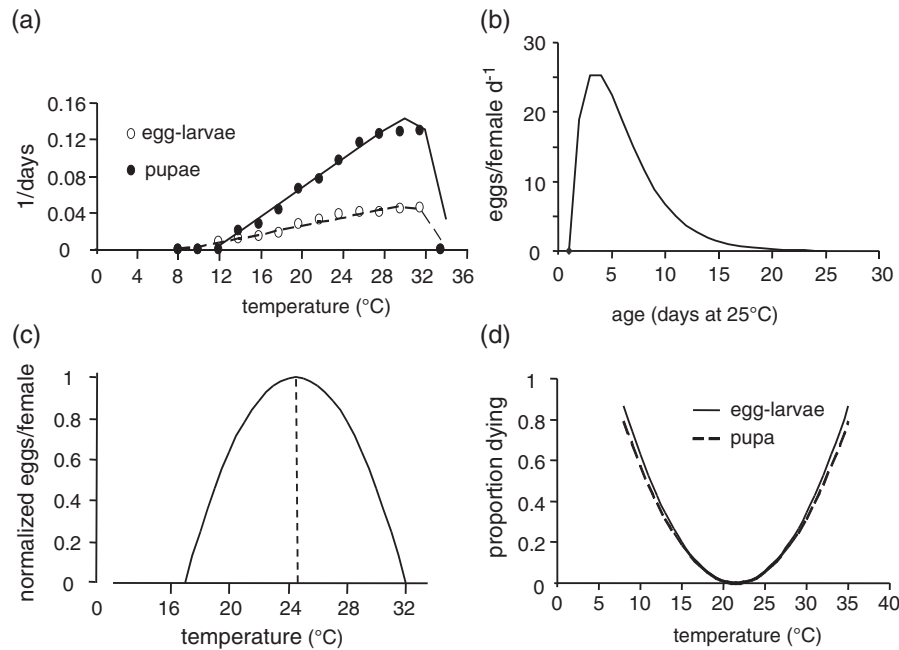 (a)
1/days
0.16
0.12
0.08
0.04
0
egg-larvae
pupae
0 4 8 12 16 20 24 28 32 36
temperature (°C)
(b)
eggs/female d⁻¹
30
20
10
0
0 5 10 15 20 25 30
age (days at 25°C)
(c)
normalized eggs/female
1
0.8
0.6
0.4
0.2
0
0 16 20 24 28 32
temperature (°C)
(d)
proportion dying
1
0.8
0.6
0.4
0.2
0
egg-larvae
pupa
0 5 10 15 20 25 30 35 40
temperature (°C)